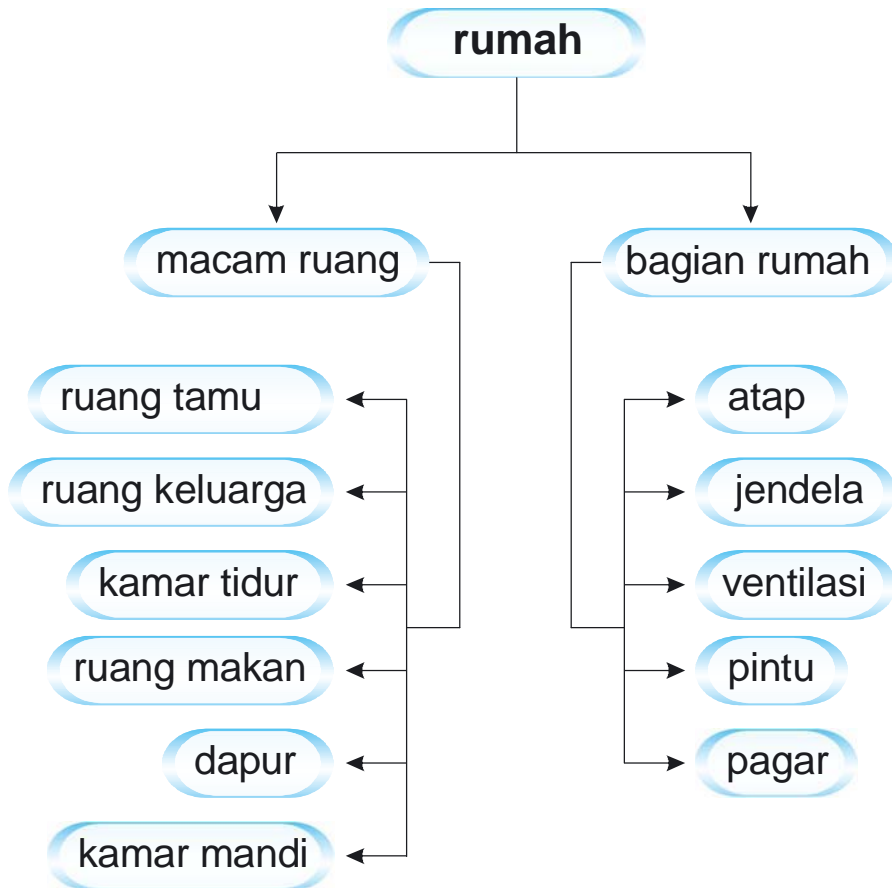 rumah
macam ruang
bagian rumah
ruang tamu
ruang keluarga
kamar tidur
ruang makan
dapur
kamar mandi
atap
jendela
ventilasi
pintu
pagar